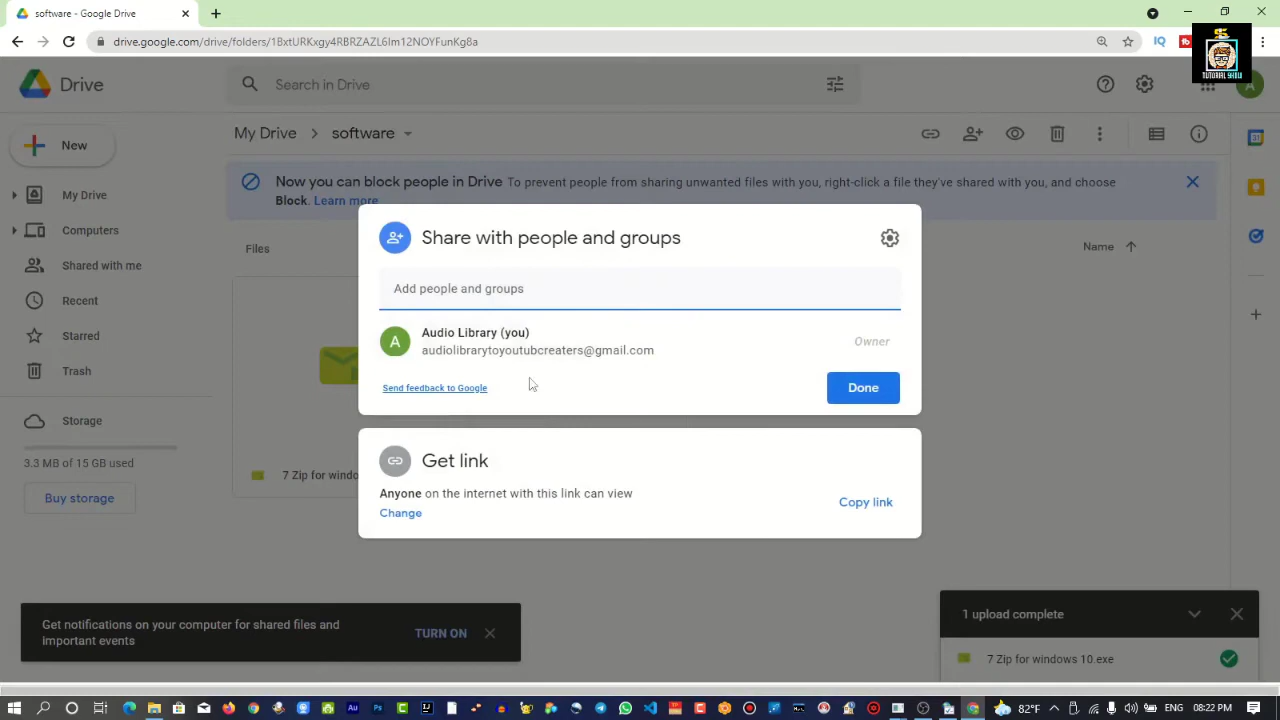 software - Google Drive
drive.google.com/drive/folders/1BxtURKxgy4RBRZAZL6lm12NOYFunKg8a
IQ
TUTORIAL SHOW
Drive
Search in Drive
A
New
My Drive
software
Now you can block people in Drive To prevent people from sharing unwanted files with you, right-click a file they've shared with you, and choose
Block. Learn more
My Drive
Computers
Shared with me
Recent
Starred
Trash
Storage
3.3 MB of 15 GB used
Buy storage
Files
Name
7 Zip for windo
Share with people and groups
Add people and groups
A
Audio Library (you)
audiolibrarytoyoutubcreaters@gmail.com
Owner
Send feedback to Google
Done
Get link
Anyone on the internet with this link can view
Change
Copy link
Get notifications on your computer for shared files and
important events
TURN ON
1 upload complete
7 Zip for windows 10.exe
82°F
ENG
08:22 PM